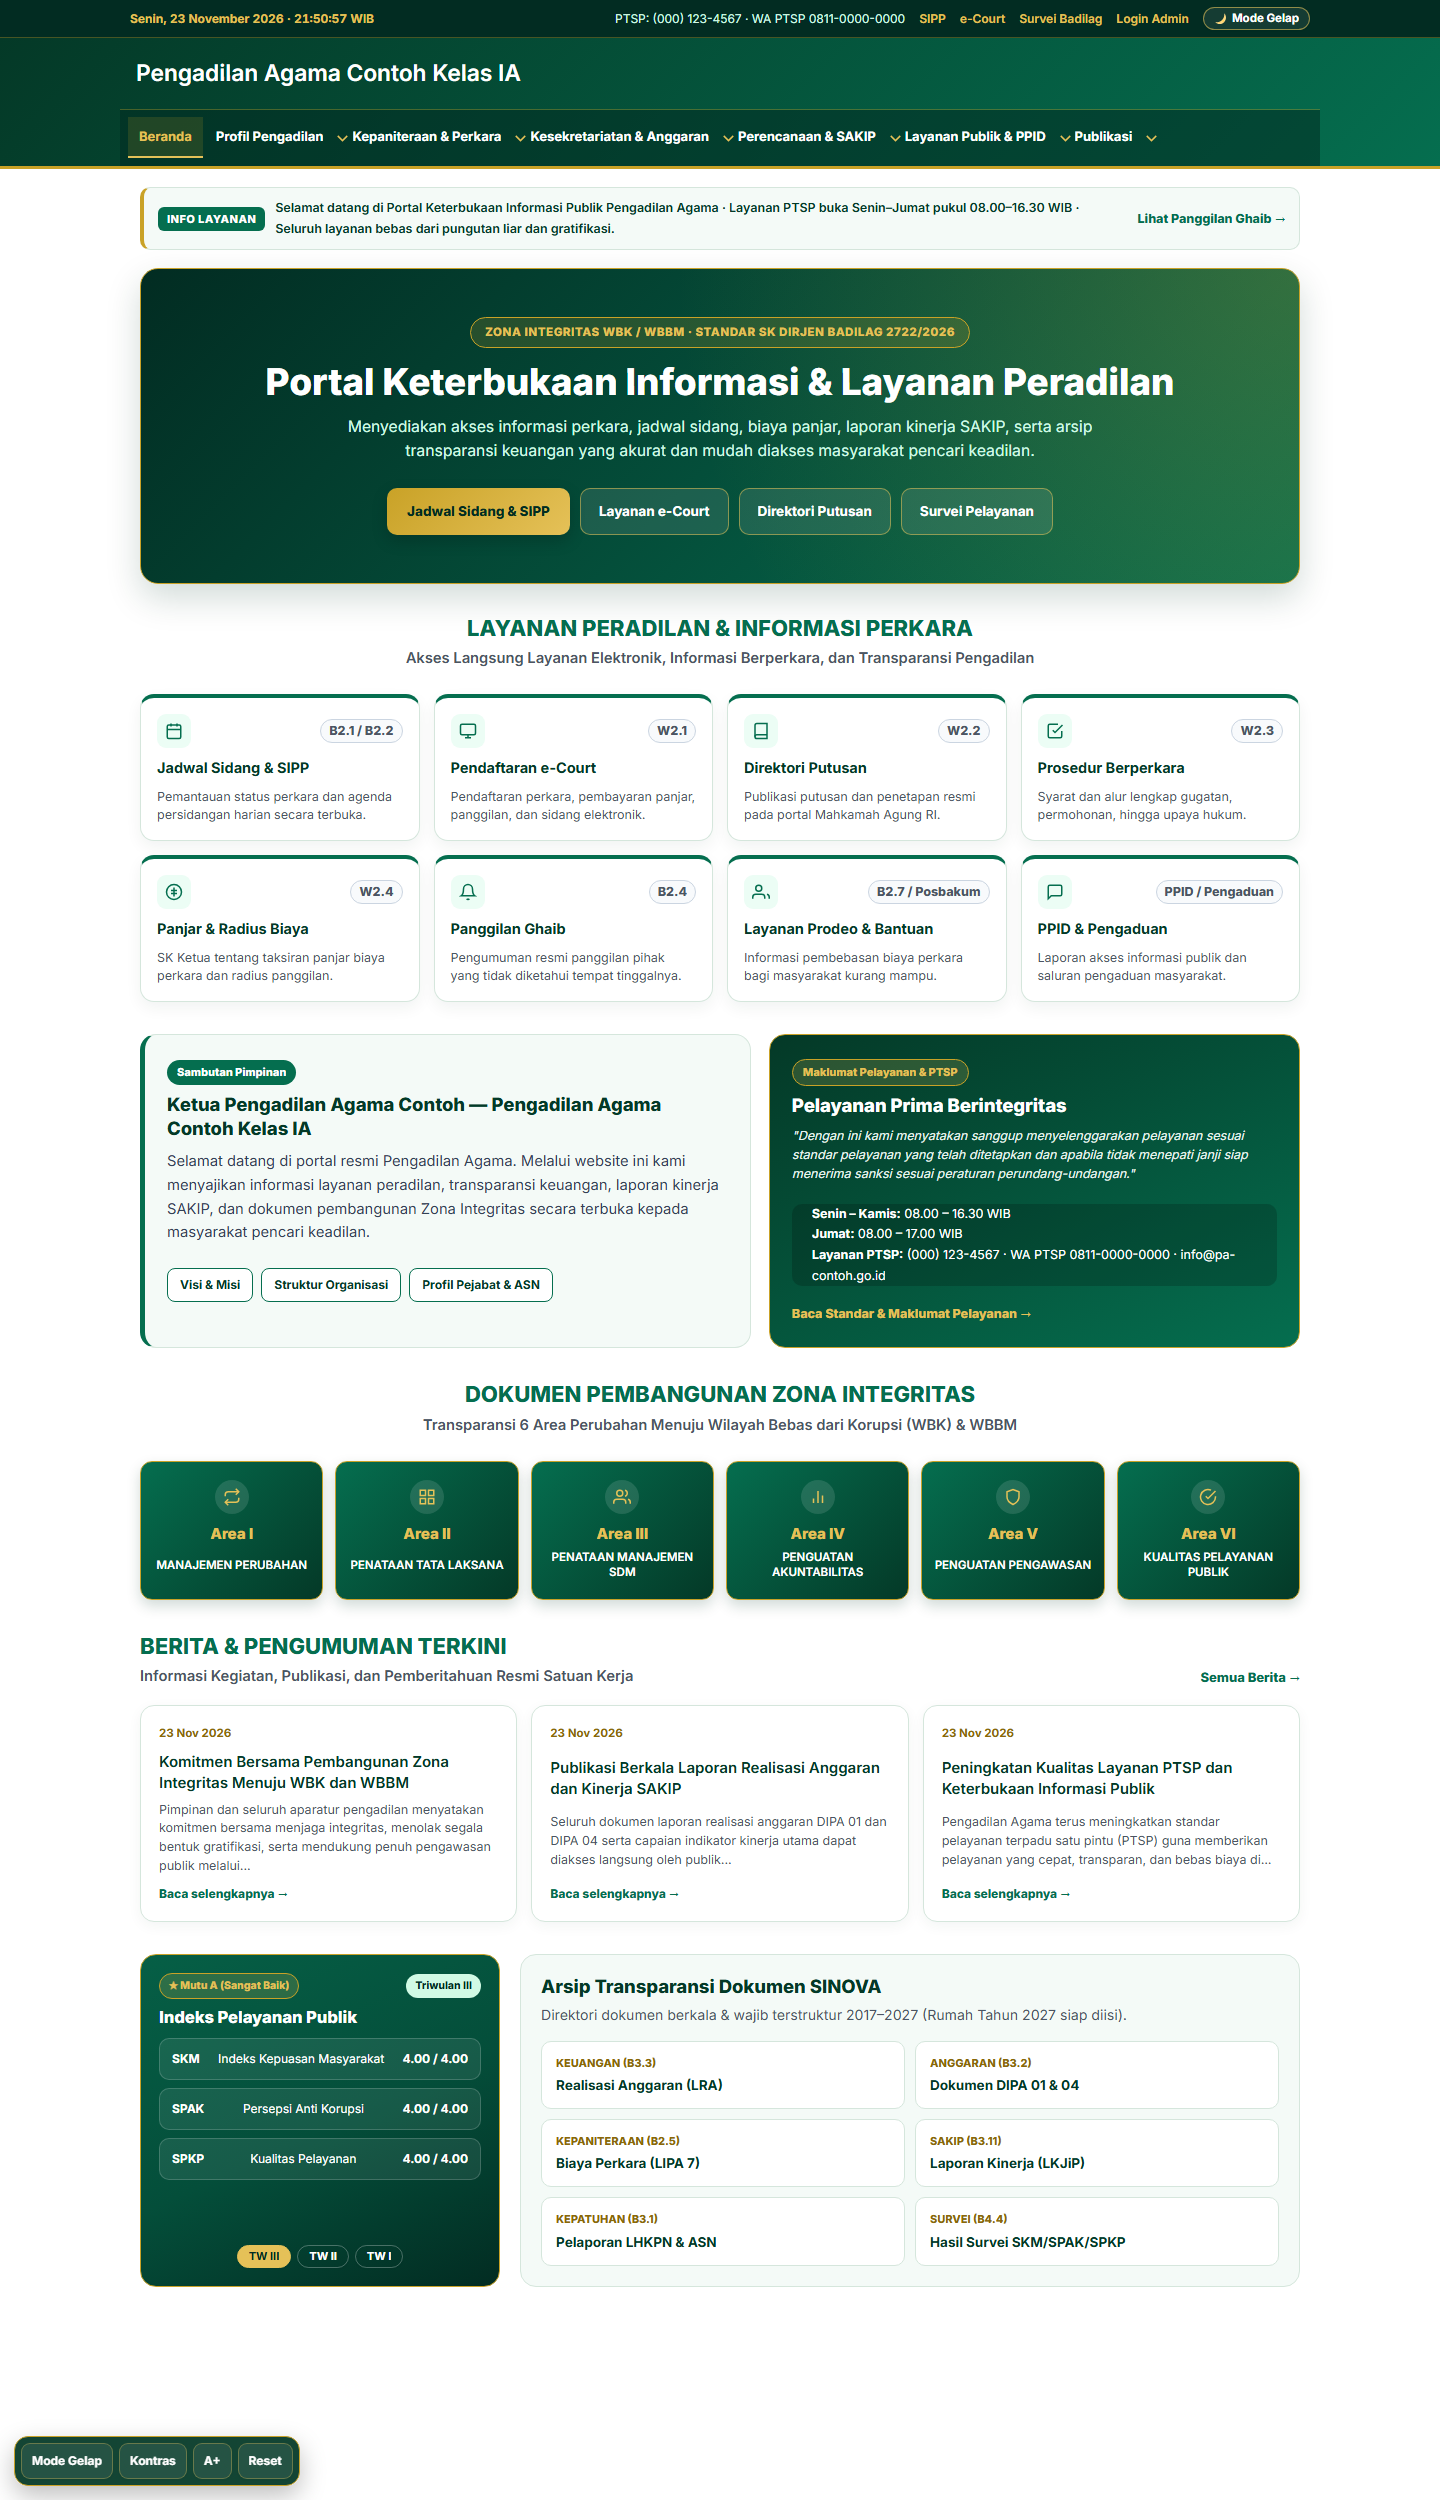 Senin, 23 November 2026 · 21:50:57 WIB
PTSP: (000) 123-4567 · WA PTSP 0811-0000-0000 SIPP e-Court Survei Badilag Login Admin Mode Gelap
Pengadilan Agama Contoh Kelas IA
Beranda Profil Pengadilan Kepaniteraan & Perkara Kesekretariatan & Anggaran Perencanaan & SAKIP Layanan Publik & PPID Publikasi
INFO LAYANAN
Selamat datang di Portal Keterbukaan Informasi Publik Pengadilan Agama · Layanan PTSP buka Senin–Jumat pukul 08.00–16.30 WIB ·
Seluruh layanan bebas dari pungutan liar dan gratifikasi.
Lihat Panggilan Ghaib →
ZONA INTEGRITAS WBK / WBBM · STANDAR SK DIRJEN BADILAG 2722/2026
Portal Keterbukaan Informasi & Layanan Peradilan
Menyediakan akses informasi perkara, jadwal sidang, biaya panjar, laporan kinerja SAKIP, serta arsip
transparansi keuangan yang akurat dan mudah diakses masyarakat pencari keadilan.
Jadwal Sidang & SIPP Layanan e-Court Direktori Putusan Survei Pelayanan
LAYANAN PERADILAN & INFORMASI PERKARA
Akses Langsung Layanan Elektronik, Informasi Berperkara, dan Transparansi Pengadilan
B2.1 / B2.2
Jadwal Sidang & SIPP
Pemantauan status perkara dan agenda
persidangan harian secara terbuka.
W2.1
Pendaftaran e-Court
Pendaftaran perkara, pembayaran panjar,
panggilan, dan sidang elektronik.
W2.2
Direktori Putusan
Publikasi putusan dan penetapan resmi
pada portal Mahkamah Agung RI.
W2.3
Prosedur Berperkara
Syarat dan alur lengkap gugatan,
permohonan, hingga upaya hukum.
W2.4
Panjar & Radius Biaya
SK Ketua tentang taksiran panjar biaya
perkara dan radius panggilan.
B2.4
Panggilan Ghaib
Pengumuman resmi panggilan pihak
yang tidak diketahui tempat tinggalnya.
B2.7 / Posbakum
Layanan Prodeo & Bantuan
Informasi pembebasan biaya perkara
bagi masyarakat kurang mampu.
PPID / Pengaduan
PPID & Pengaduan
Laporan akses informasi publik dan
saluran pengaduan masyarakat.
Sambutan Pimpinan
Ketua Pengadilan Agama Contoh — Pengadilan Agama
Contoh Kelas IA
Selamat datang di portal resmi Pengadilan Agama. Melalui website ini kami
menyajikan informasi layanan peradilan, transparansi keuangan, laporan kinerja
SAKIP, dan dokumen pembangunan Zona Integritas secara terbuka kepada
masyarakat pencari keadilan.
Visi & Misi Struktur Organisasi Profil Pejabat & ASN
Maklumat Pelayanan & PTSP
Pelayanan Prima Berintegritas
"Dengan ini kami menyatakan sanggup menyelenggarakan pelayanan sesuai
standar pelayanan yang telah ditetapkan dan apabila tidak menepati janji siap
menerima sanksi sesuai peraturan perundang-undangan."
Senin – Kamis: 08.00 – 16.30 WIB
Jumat: 08.00 – 17.00 WIB
Layanan PTSP: (000) 123-4567 · WA PTSP 0811-0000-0000 · info@pa-
contoh.go.id
Baca Standar & Maklumat Pelayanan →
DOKUMEN PEMBANGUNAN ZONA INTEGRITAS
Transparansi 6 Area Perubahan Menuju Wilayah Bebas dari Korupsi (WBK) & WBBM
Area I
MANAJEMEN PERUBAHAN
Area II
PENATAAN TATA LAKSANA
Area III
PENATAAN MANAJEMEN
SDM
Area IV
PENGUATAN
AKUNTABILITAS
Area V
PENGUATAN PENGAWASAN
Area VI
KUALITAS PELAYANAN
PUBLIK
BERITA & PENGUMUMAN TERKINI
Informasi Kegiatan, Publikasi, dan Pemberitahuan Resmi Satuan Kerja
Semua Berita →
23 Nov 2026
Komitmen Bersama Pembangunan Zona
Integritas Menuju WBK dan WBBM
Pimpinan dan seluruh aparatur pengadilan menyatakan
komitmen bersama menjaga integritas, menolak segala
bentuk gratifikasi, serta mendukung penuh pengawasan
publik melalui...
Baca selengkapnya →
23 Nov 2026
Publikasi Berkala Laporan Realisasi Anggaran
dan Kinerja SAKIP
Seluruh dokumen laporan realisasi anggaran DIPA 01 dan
DIPA 04 serta capaian indikator kinerja utama dapat
diakses langsung oleh publik...
Baca selengkapnya →
23 Nov 2026
Peningkatan Kualitas Layanan PTSP dan
Keterbukaan Informasi Publik
Pengadilan Agama terus meningkatkan standar
pelayanan terpadu satu pintu (PTSP) guna memberikan
pelayanan yang cepat, transparan, dan bebas biaya di...
Baca selengkapnya →
★ Mutu A (Sangat Baik) Triwulan III
Indeks Pelayanan Publik
SKM Indeks Kepuasan Masyarakat 4.00 / 4.00
SPAK Persepsi Anti Korupsi 4.00 / 4.00
SPKP Kualitas Pelayanan 4.00 / 4.00
TW III TW II TW I
Arsip Transparansi Dokumen SINOVA
Direktori dokumen berkala & wajib terstruktur 2017–2027 (Rumah Tahun 2027 siap diisi).
KEUANGAN (B3.3)
Realisasi Anggaran (LRA)
ANGGARAN (B3.2)
Dokumen DIPA 01 & 04
KEPANITERAAN (B2.5)
Biaya Perkara (LIPA 7)
SAKIP (B3.11)
Laporan Kinerja (LKJiP)
KEPATUHAN (B3.1)
Pelaporan LHKPN & ASN
SURVEI (B4.4)
Hasil Survei SKM/SPAK/SPKP
Mode Gelap Kontras A+ Reset